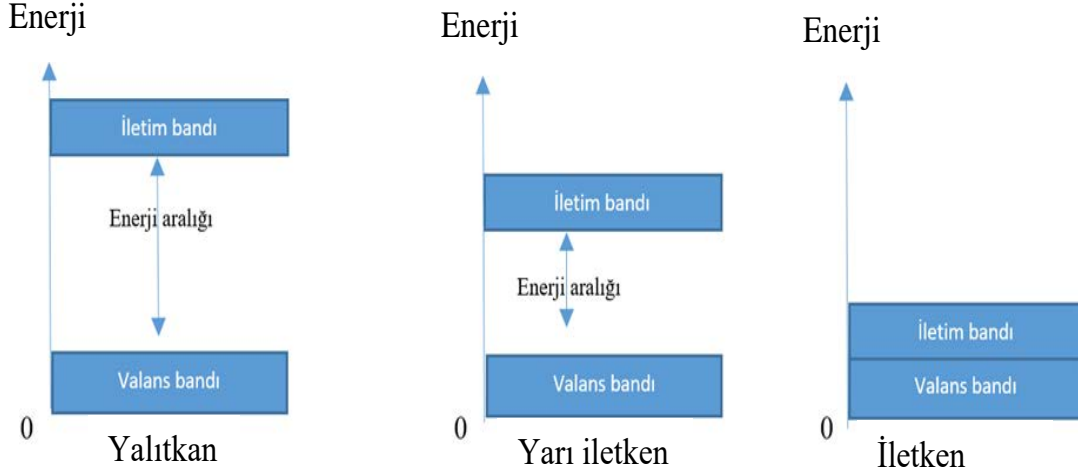 Enerji
İletim bandı
Enerji aralığı
Valans bandı
0
Yalıtkan
Enerji
İletim bandı
Enerji aralığı
Valans bandı
0
Yarı iletken
Enerji
İletim bandı
Valans bandı
0
İletken